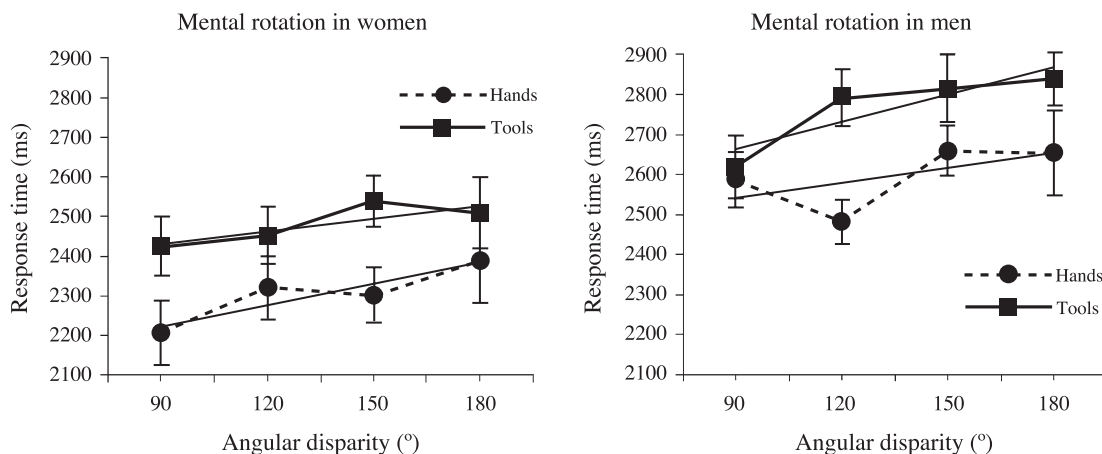 Mental rotation in women
2900
2800
2700
2600
2500
2400
2300
2200
2100
Response time (ms)
Hands
Tools
90 120 150 180
Angular disparity (º)
Mental rotation in men
2900
2800
2700
2600
2500
2400
2300
2200
2100
Response time (ms)
Hands
Tools
90 120 150 180
Angular disparity (º)